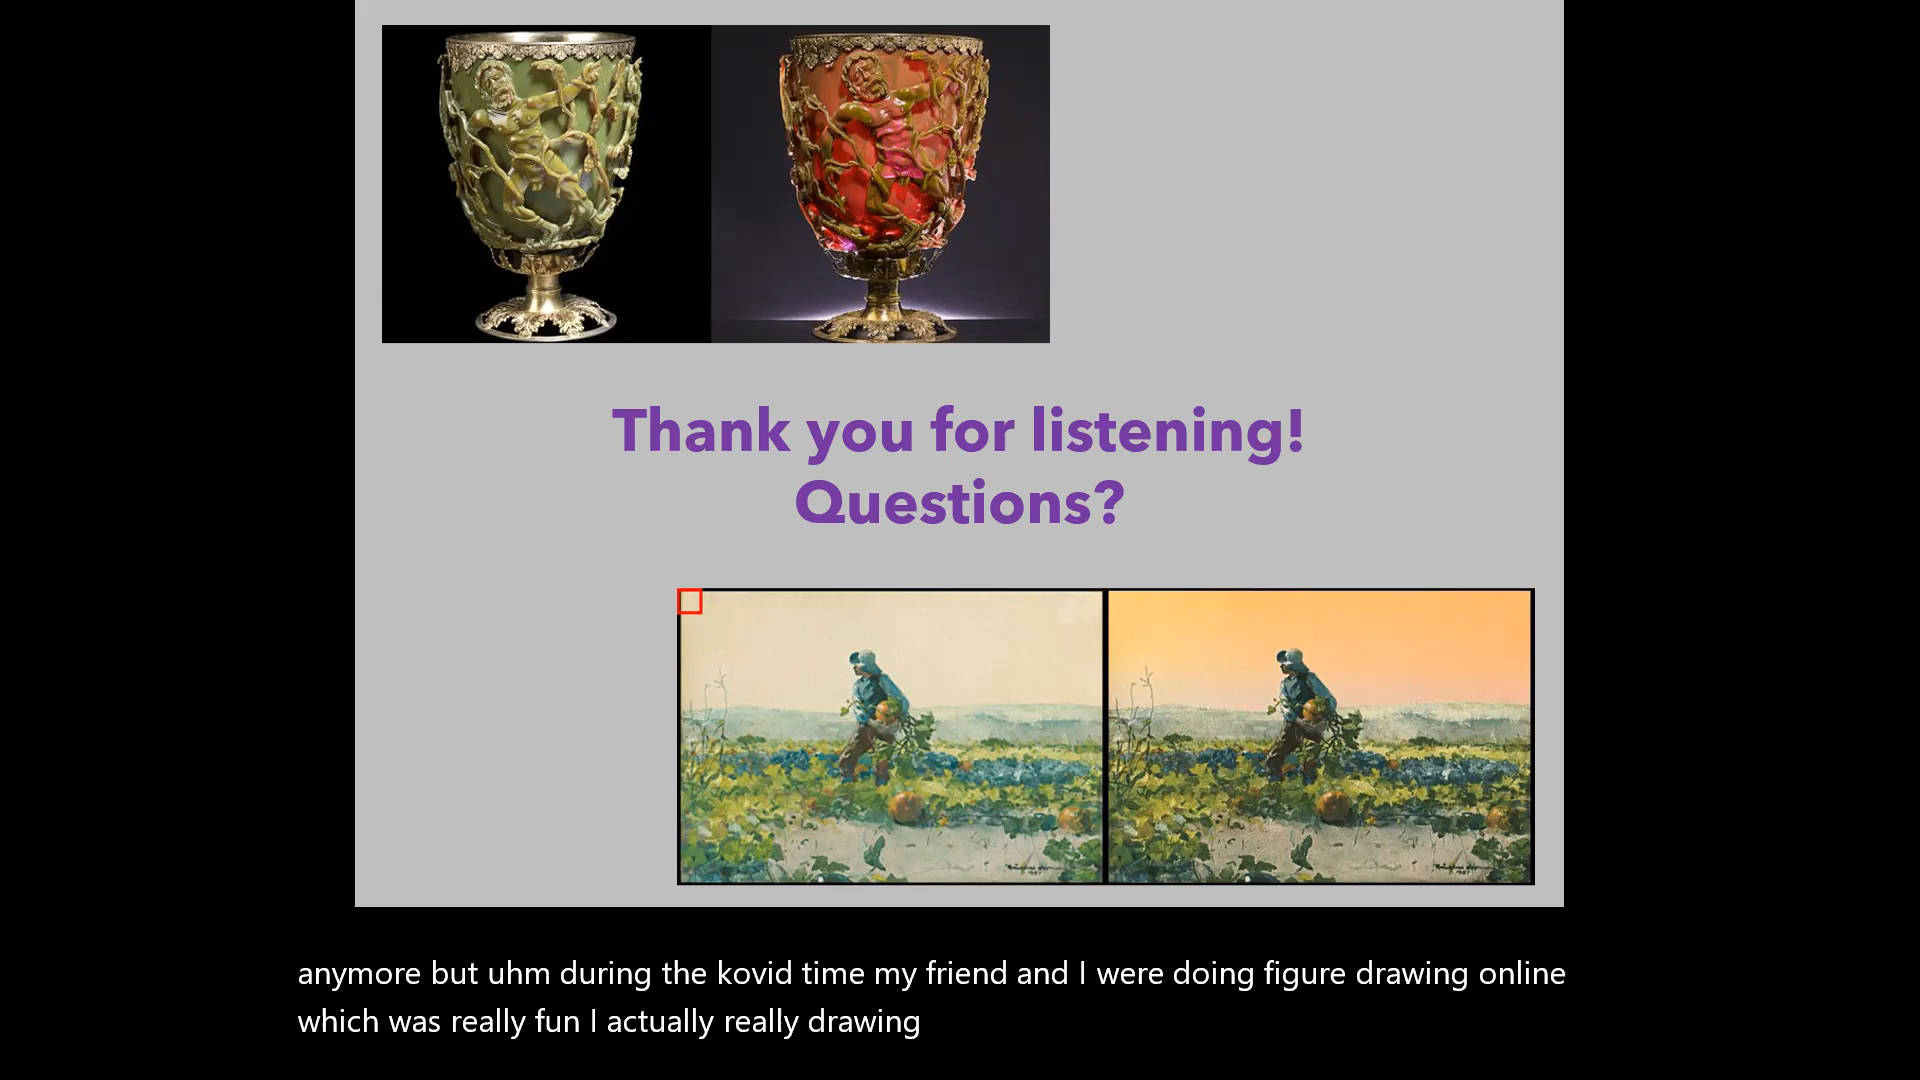 Thank you for listening!
Questions?
anymore but uhm during the kovid time my friend and I were doing figure drawing online
which was really fun I actually really drawing